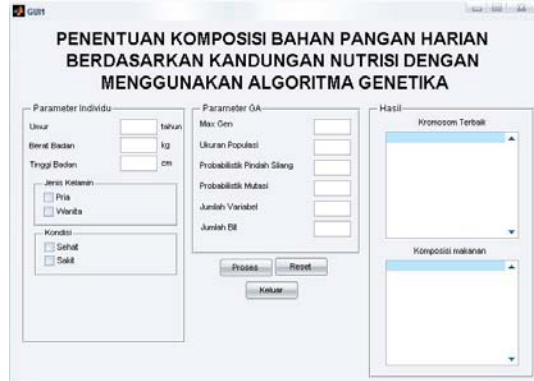 GUI1
PENENTUAN KOMPOSISI BAHAN PANGAN HARIAN
BERDASARKAN KANDUNGAN NUTRISI DENGAN
MENGGUNAKAN ALGORITMA GENETIKA
Parameter Individu
Umur tahun
Berat Badan kg
Tinggi Badan cm
Jenis Kelamin
Pria
Wanita
Kondisi
Sehat
Sakit
Parameter GA
Max Gen
Ukuran Populasi
Probabilistik Pindah Silang
Probabilistik Mutasi
Jumlah Variabel
Jumlah Bit
Proses Reset
Keluar
Hasil
Kromosom Terbaik
Komposisi makanan